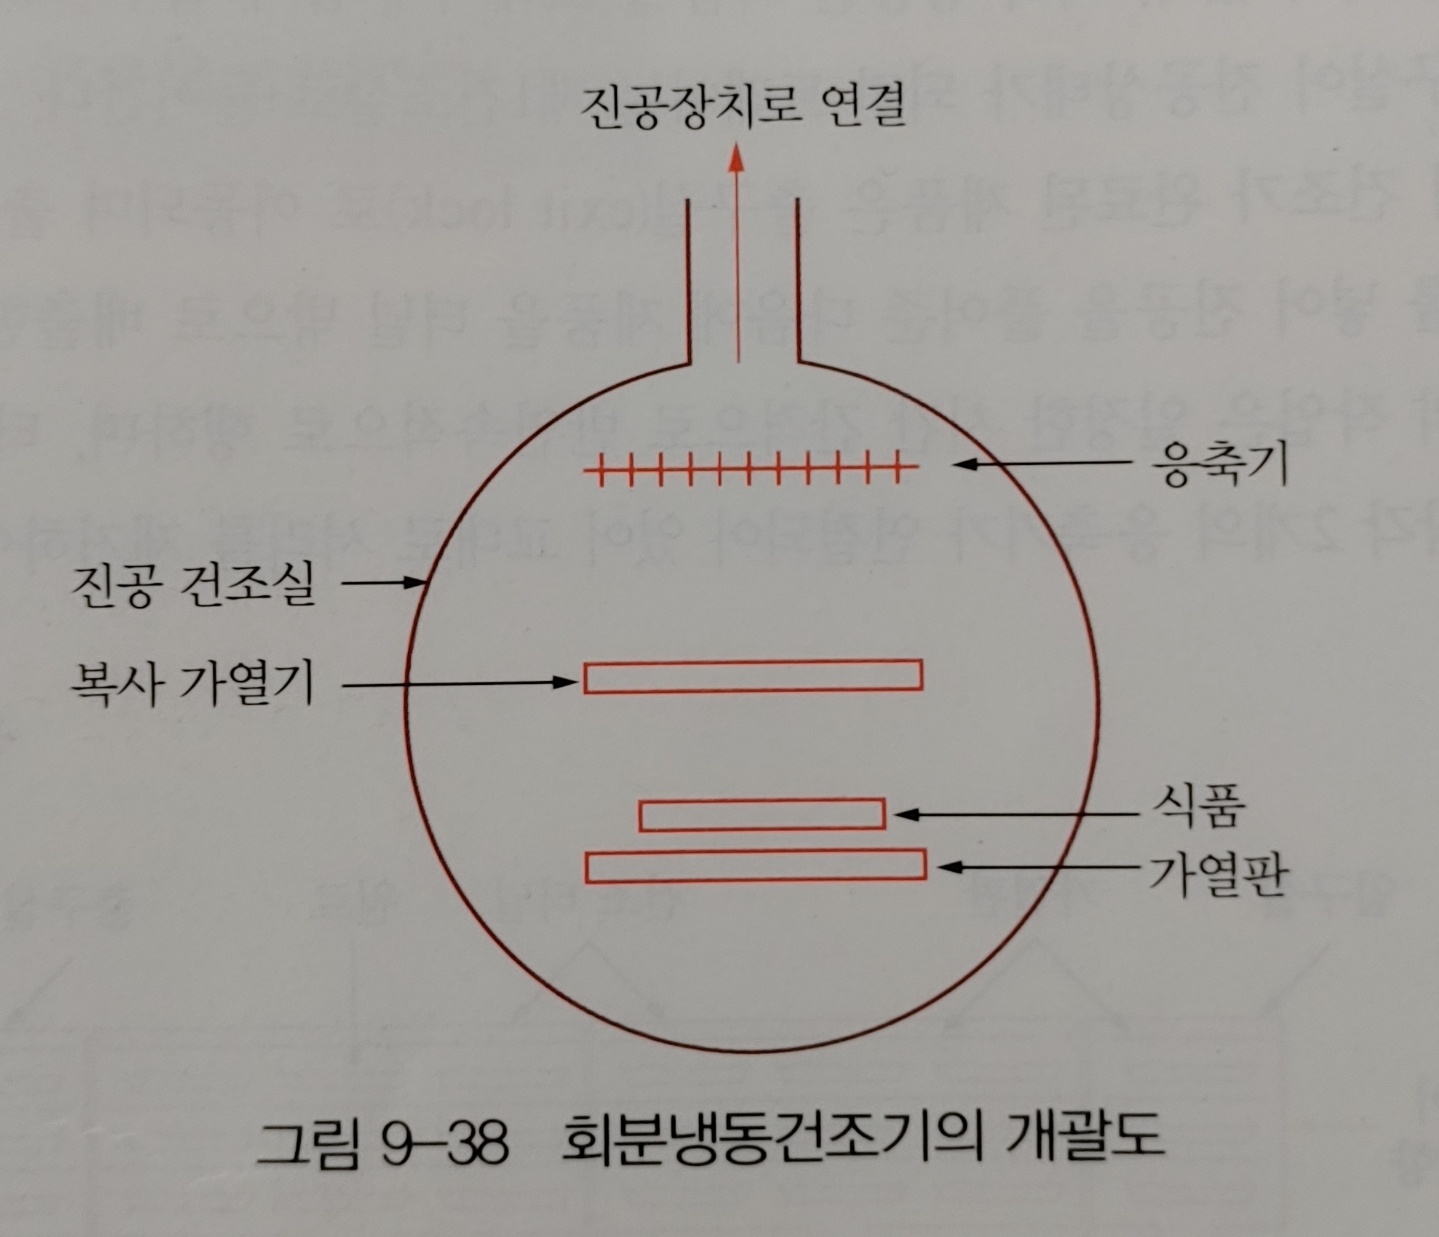 진공장치로 연결
응축기
진공 건조실
복사 가열기
식품
가열판
그림 9-38 회분냉동건조기의 개괄도